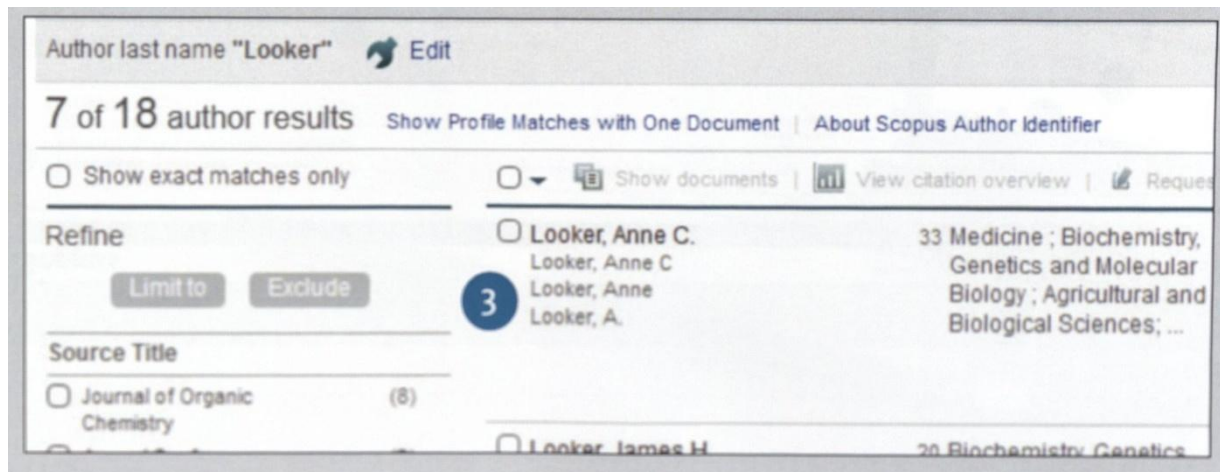 Author last name "Looker" Edit
7 of 18 author results Show Profile Matches with One Document | About Scopus Author Identifier
Show exact matches only
Show documents | View citation overview |
Refine
Limit to Exclude
Source Title
Journal of Organic (8)
Chemistry
3
Looker, Anne C. 33 Medicine ; Biochemistry,
Looker, Anne C Genetics and Molecular
Looker, Anne Biology ; Agricultural and
Looker, A. Biological Sciences; ...
Looker, James H. 20 Biochemistry, Genetics